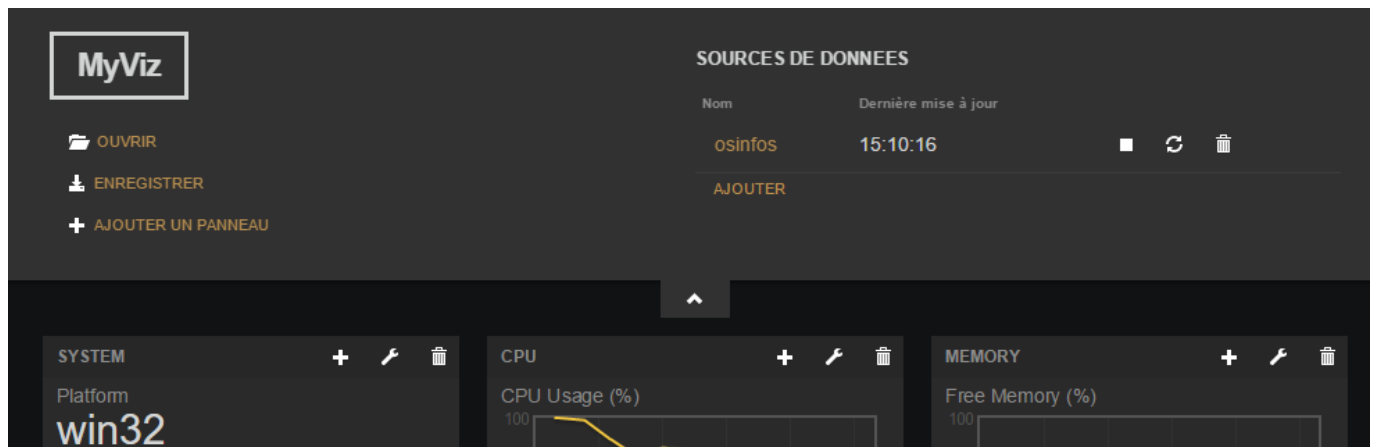 MyViz
OUVRIR
ENREGISTRER
AJOUTER UN PANNEAU
SOURCES DE DONNEES
Nom Dernière mise à jour
osinfos 15:10:16
AJOUTER
SYSTEM
Platform
win32
CPU
CPU Usage (%)
100
MEMORY
Free Memory (%)
100